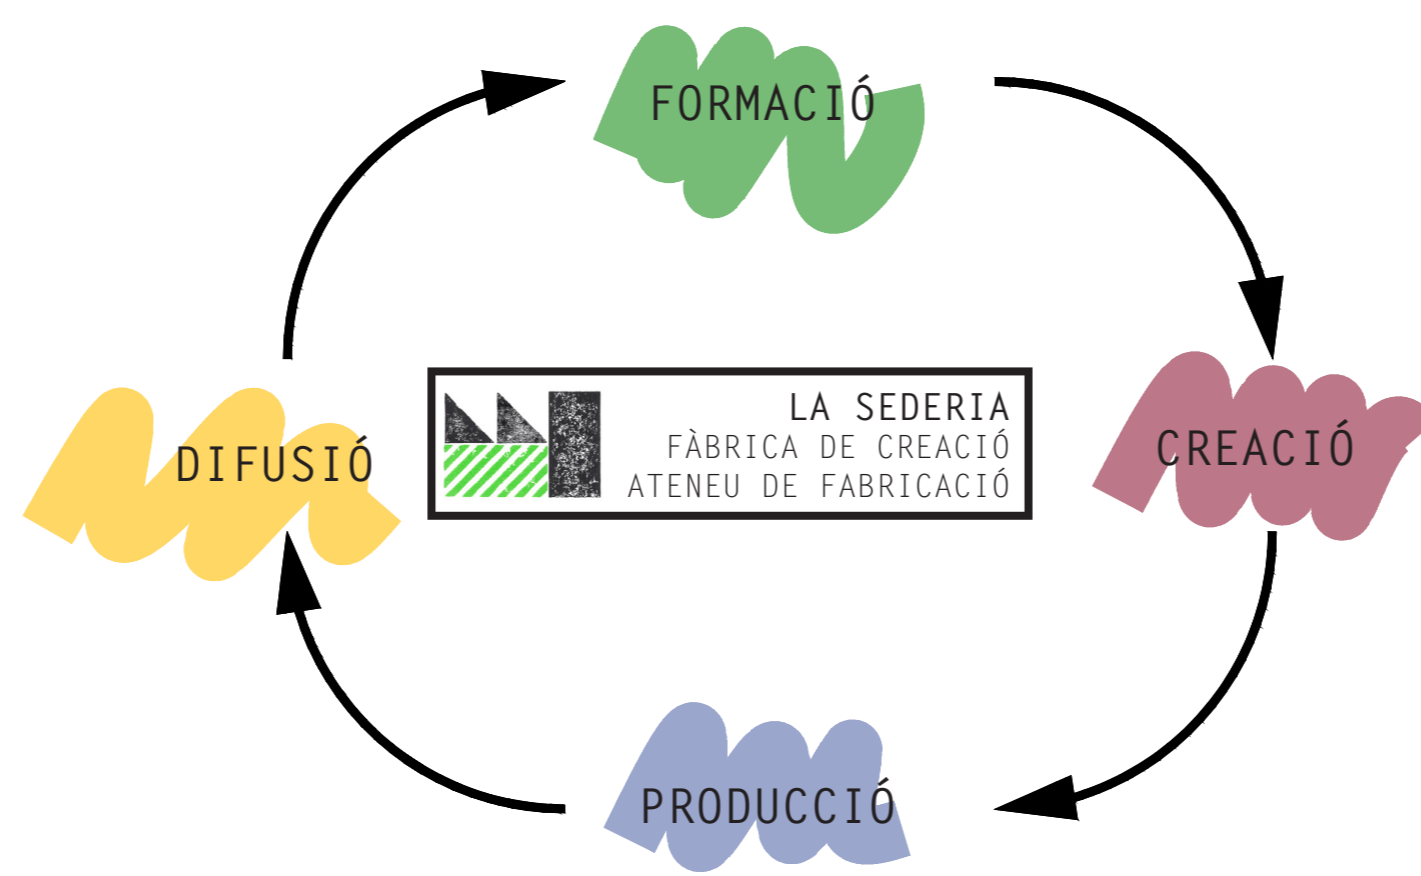 FORMACIÓ
LA SEDERIA
FÀBRICA DE CREACIÓ
ATENEU DE FABRICACIÓ
CREACIÓ
DIFUSIÓ
PRODUCCIÓ